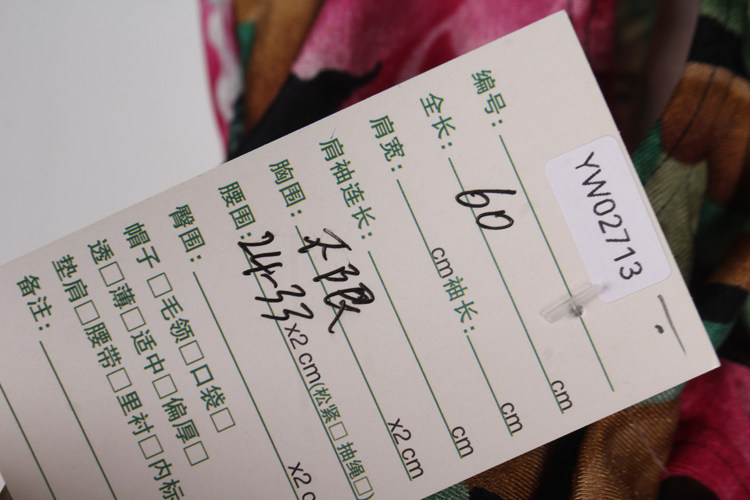 YW02713
编号：
全长： 60 cm
肩宽： cm 袖长： cm
肩袖连长： cm
胸围： 不限 x2 cm
腰围： 24-33 x2 cm(松紧□抽绳□)
臀围： x2 c
帽子□毛领□口袋□
透□薄□适中□偏厚□
垫肩□腰带□里衬□内标
备注：